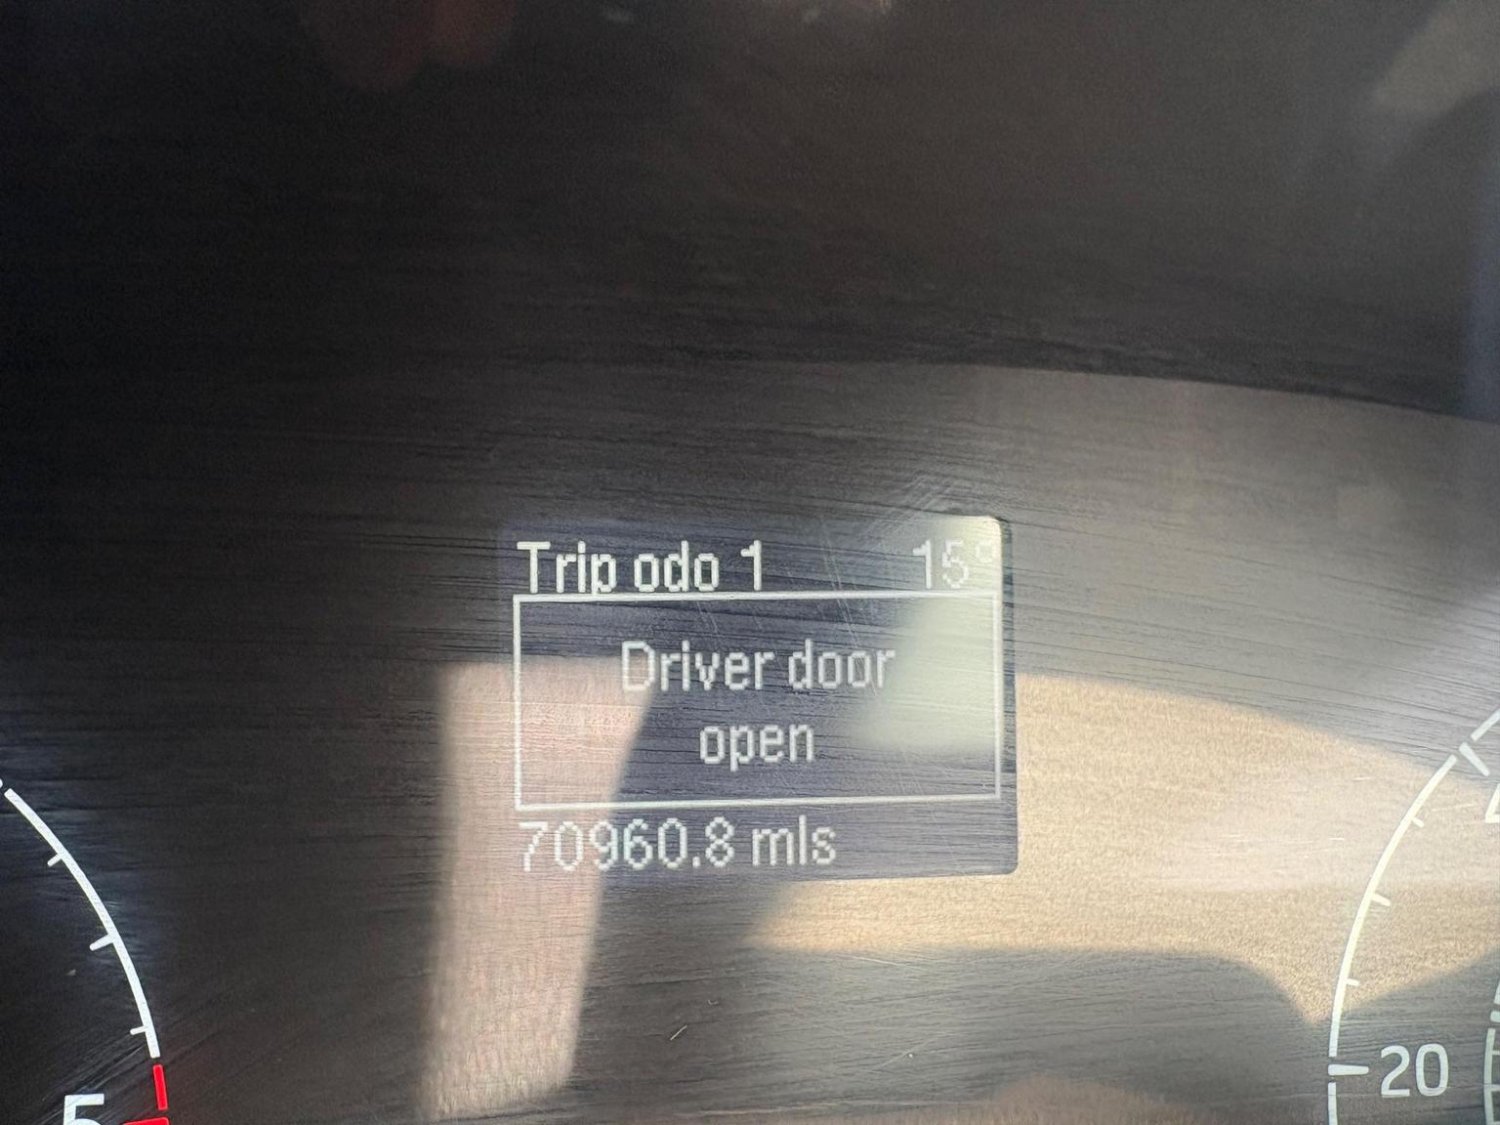 Trip odo 1 15°
Driver door
open
70960.8 mls
5
20